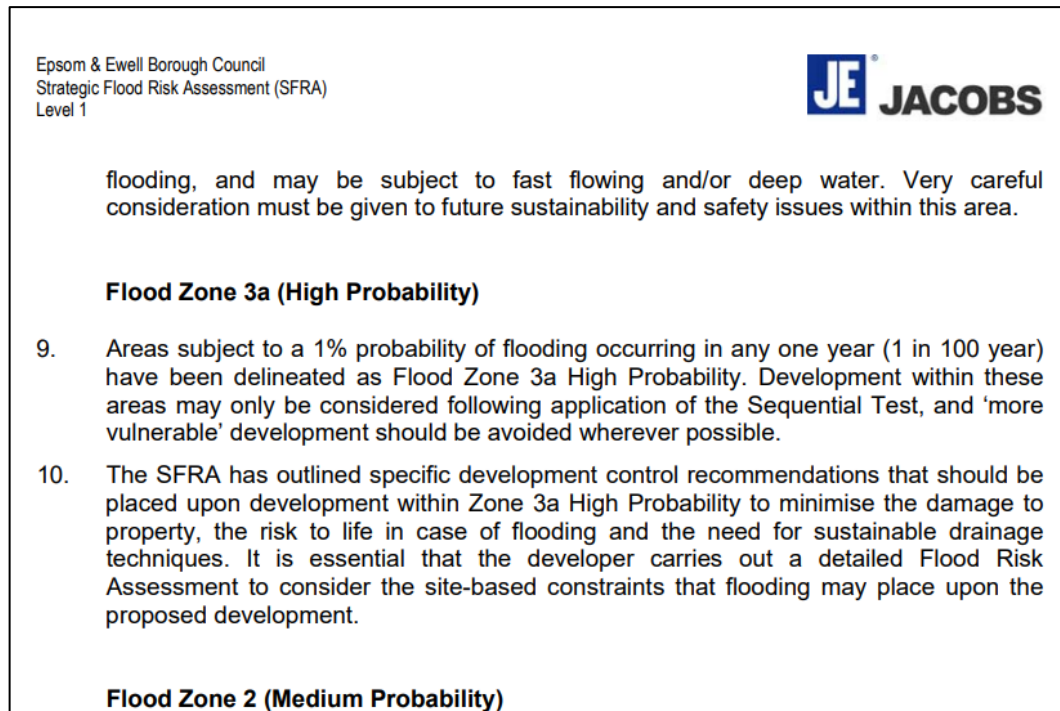 Epsom & Ewell Borough Council
Strategic Flood Risk Assessment (SFRA)
Level 1
JE® JACOBS
flooding, and may be subject to fast flowing and/or deep water. Very careful
consideration must be given to future sustainability and safety issues within this area.
Flood Zone 3a (High Probability)
9. Areas subject to a 1% probability of flooding occurring in any one year (1 in 100 year)
have been delineated as Flood Zone 3a High Probability. Development within these
areas may only be considered following application of the Sequential Test, and ‘more
vulnerable’ development should be avoided wherever possible.
10. The SFRA has outlined specific development control recommendations that should be
placed upon development within Zone 3a High Probability to minimise the damage to
property, the risk to life in case of flooding and the need for sustainable drainage
techniques. It is essential that the developer carries out a detailed Flood Risk
Assessment to consider the site-based constraints that flooding may place upon the
proposed development.
Flood Zone 2 (Medium Probability)